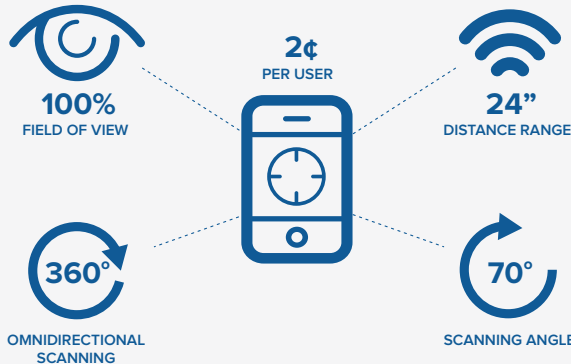 2¢
PER USER
100%
FIELD OF VIEW
24”
DISTANCE RANGE
360°
OMNIDIRECTIONAL
SCANNING
70°
SCANNING ANGLE